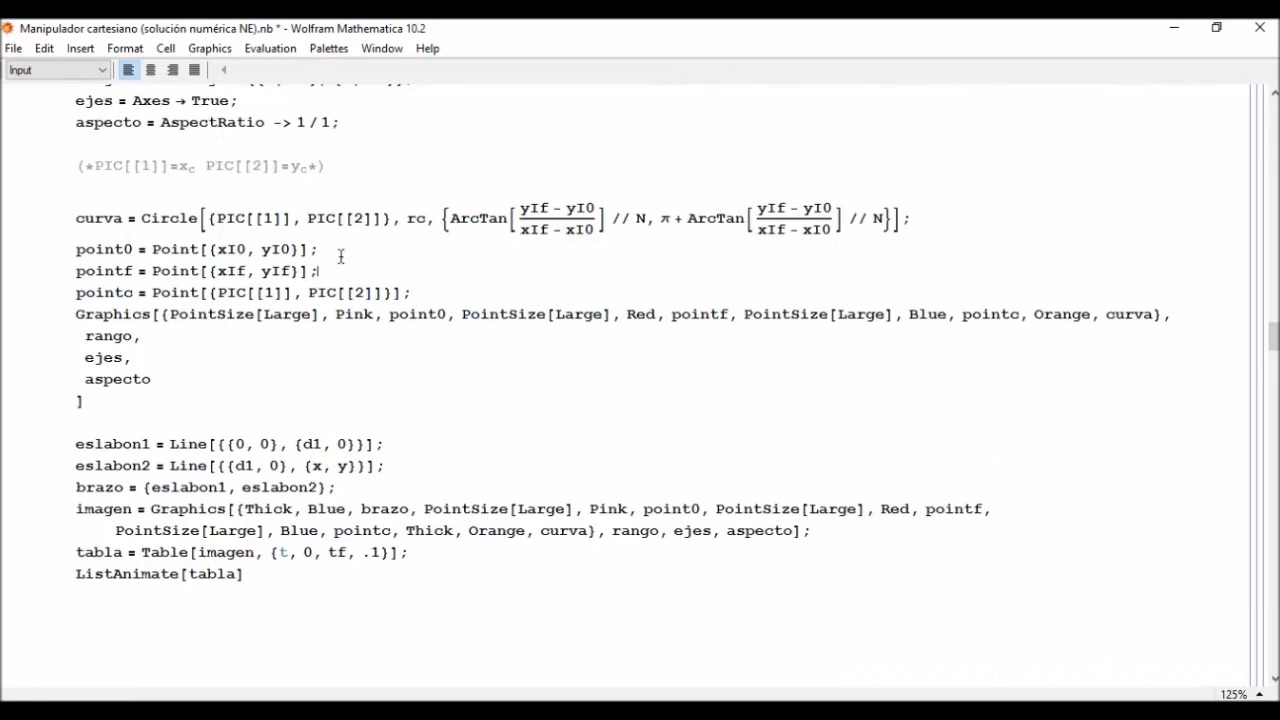 Manipulador cartesiano (solución numérica NE).nb * - Wolfram Mathematica 10.2
File Edit Insert Format Cell Graphics Evaluation Palettes Window Help
Input
ejes = Axes → True;
aspecto = AspectRatio -> 1 / 1;
(*PIC[[1]]=xc PIC[[2]]=yc*)
curva = Circle[{PIC[[1]], PIC[[2]]}, rc, {ArcTan[(yIf - yI0)/(xIf - xI0)] // N, π + ArcTan[(yIf - yI0)/(xIf - xI0)] // N}];
point0 = Point[{xI0, yI0}];
pointf = Point[{xIf, yIf}];
pointc = Point[{PIC[[1]], PIC[[2]]}];
Graphics[{PointSize[Large], Pink, point0, PointSize[Large], Red, pointf, PointSize[Large], Blue, pointc, Orange, curva},
rango,
ejes,
aspecto
]
eslabon1 = Line[{{0, 0}, {d1, 0}}];
eslabon2 = Line[{{d1, 0}, {x, y}}];
brazo = {eslabon1, eslabon2};
imagen = Graphics[{Thick, Blue, brazo, PointSize[Large], Pink, point0, PointSize[Large], Red, pointf,
PointSize[Large], Blue, pointc, Thick, Orange, curva}, rango, ejes, aspecto];
tabla = Table[imagen, {t, 0, tf, .1}];
ListAnimate[tabla]
125%